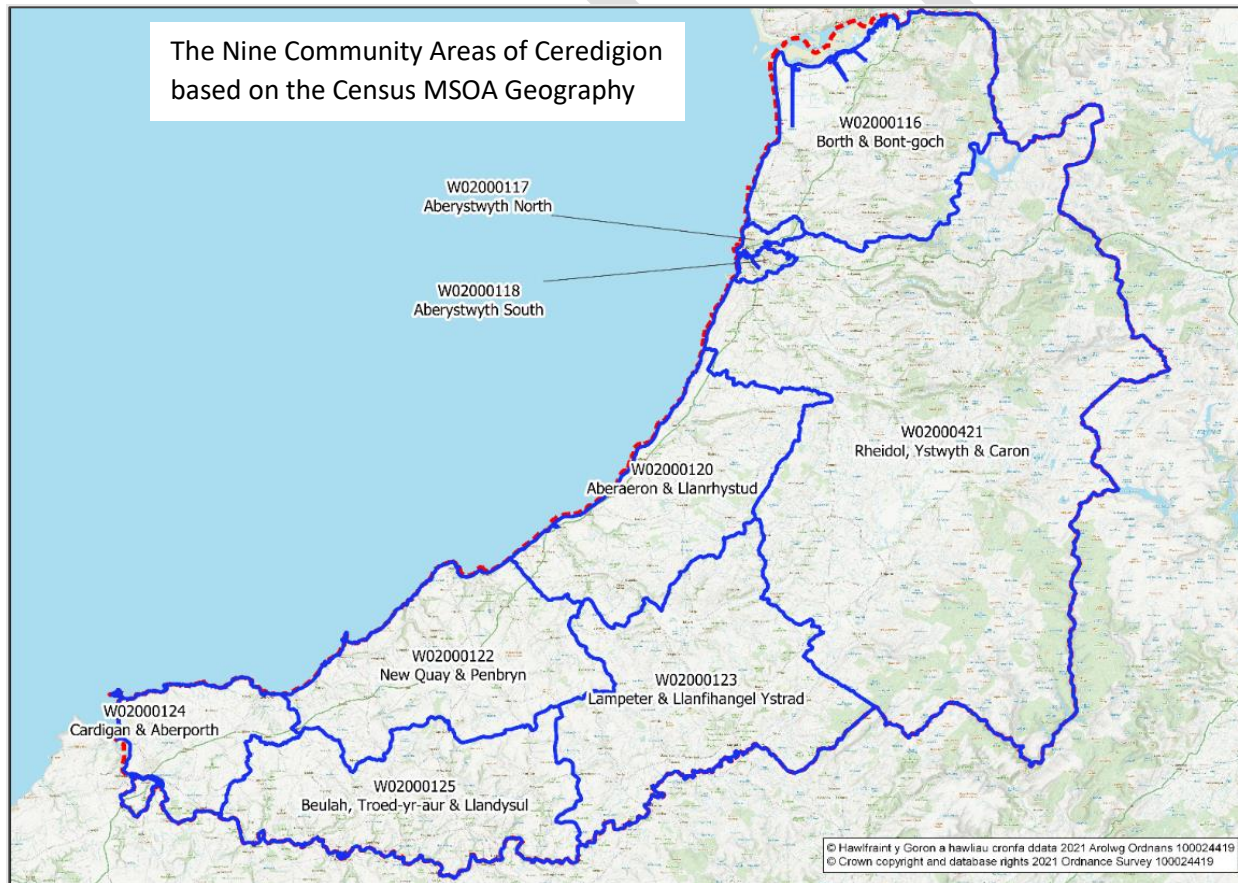 The Nine Community Areas of Ceredigion
based on the Census MSOA Geography
W02000116
Borth & Bont-goch
W02000117
Aberystwyth North
W02000118
Aberystwyth South
W02000421
Rheidol, Ystwyth & Caron
W02000120
Aberaeron & Llanrhystud
W02000122
New Quay & Penbryn
W02000123
Lampeter & Llanfihangel Ystrad
W02000124
Cardigan & Aberporth
W02000125
Beulah, Troed-yr-aur & Llandysul
© Hawlfraint y Goron a hawliau cronfa ddata 2021 Arolwg Ordnans 100024419
© Crown copyright and database rights 2021 Ordnance Survey 100024419